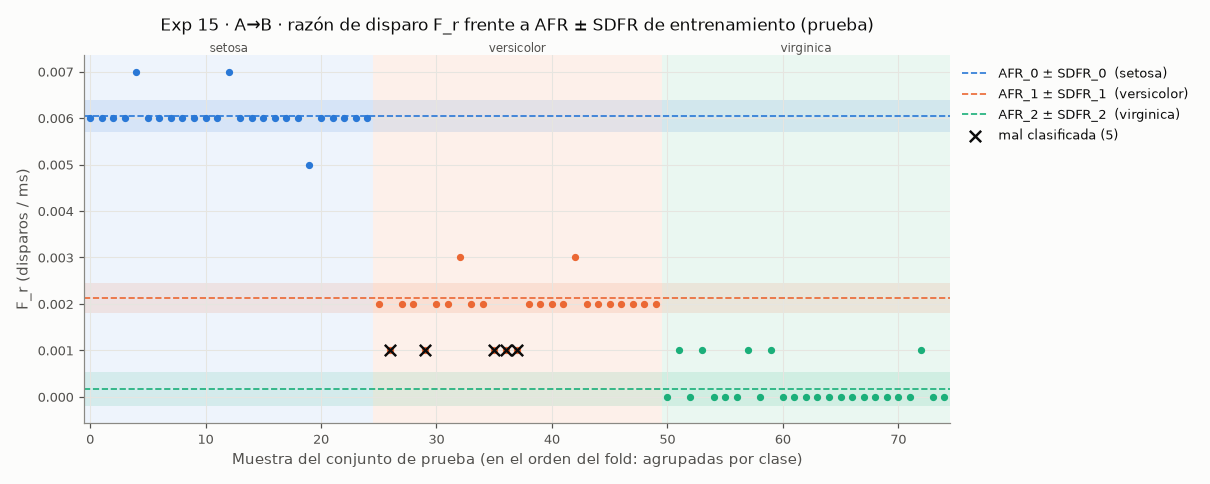 Exp 15 · A→B · razón de disparo F_r frente a AFR ± SDFR de entrenamiento (prueba)
setosa versicolor virginica
AFR_0 ± SDFR_0 (setosa)
AFR_1 ± SDFR_1 (versicolor)
AFR_2 ± SDFR_2 (virginica)
mal clasificada (5)
F_r (disparos / ms)
0.007
0.006
0.005
0.004
0.003
0.002
0.001
0.000
0 10 20 30 40 50 60 70
Muestra del conjunto de prueba (en el orden del fold: agrupadas por clase)